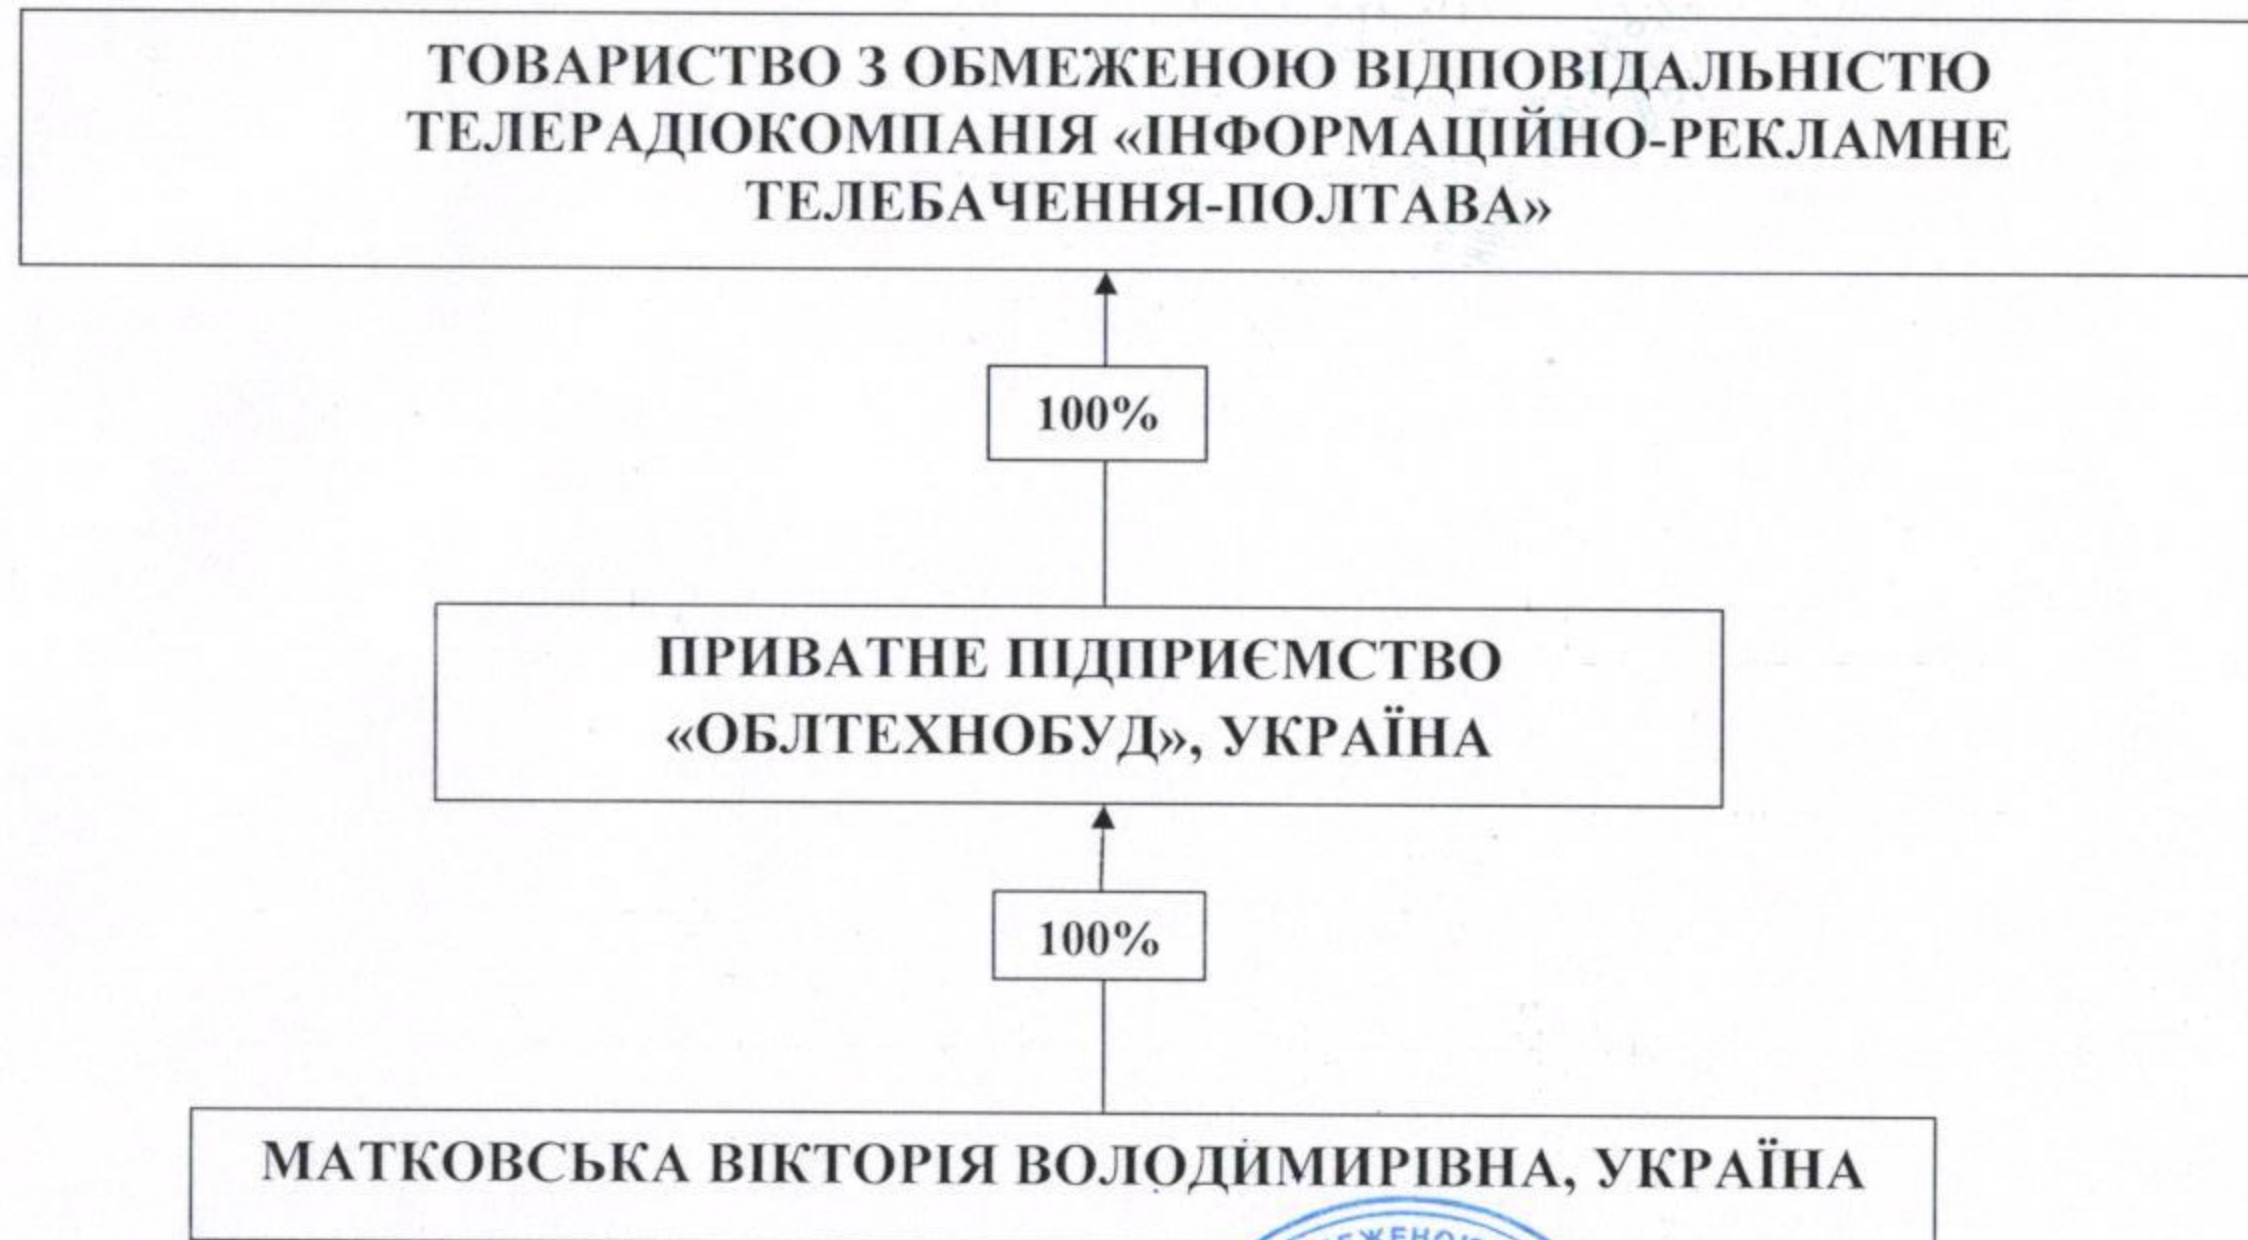 ТОВАРИСТВО З ОБМЕЖЕНОЮ ВІДПОВІДАЛЬНІСТЮ
ТЕЛЕРАДІОКОМПАНІЯ «ІНФОРМАЦІЙНО-РЕКЛАМНЕ
ТЕЛЕБАЧЕННЯ-ПОЛТАВА»
100%
ПРИВАТНЕ ПІДПРИЄМСТВО
«ОБЛТЕХНОБУД», УКРАЇНА
100%
МАТКОВСЬКА ВІКТОРІЯ ВОЛОДИМИРІВНА, УКРАЇНА